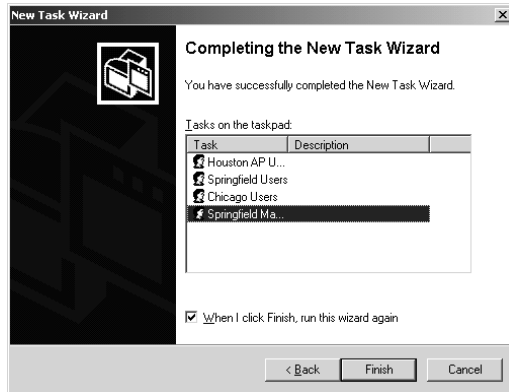 New Task Wizard
Completing the New Task Wizard
You have successfully completed the New Task Wizard.
Tasks on the taskpad:
Task Description
Houston AP U...
Springfield Users
Chicago Users
Springfield Ma...
When I click Finish, run this wizard again
< Back Finish Cancel